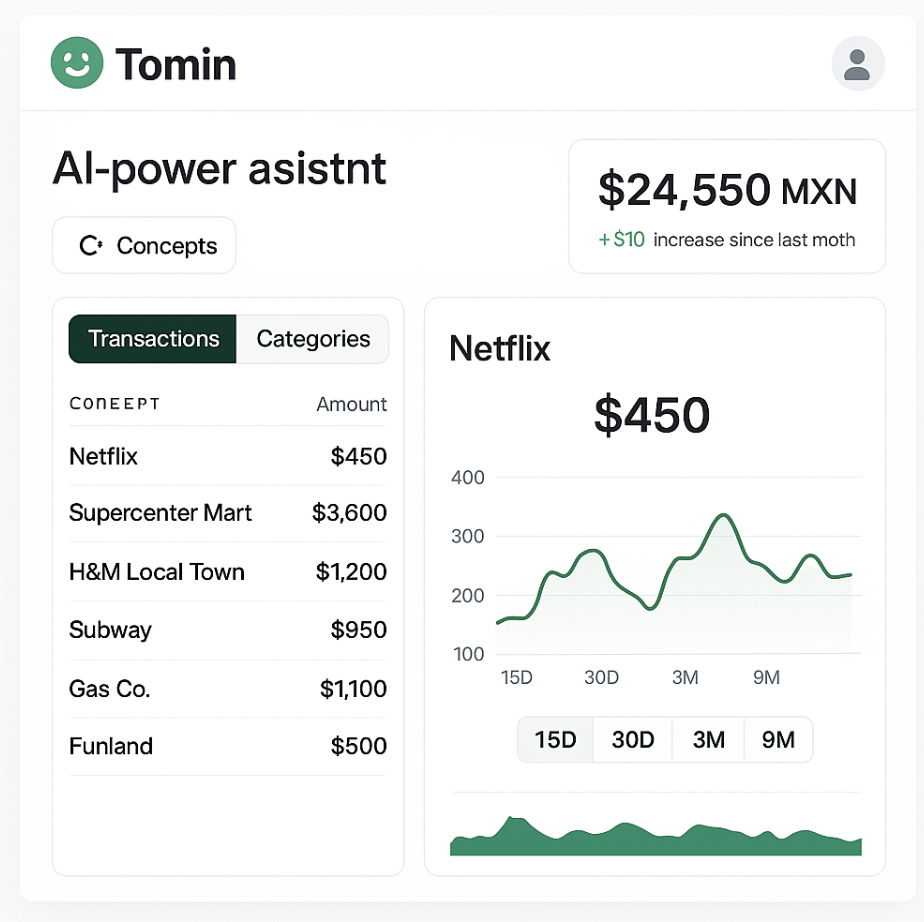 Tomin
AI-power asistnt
Concepts
$24,550 MXN
+$10 increase since last moth
Transactions Categories
CONEEPT Amount
Netflix $450
Supercenter Mart $3,600
H&M Local Town $1,200
Subway $950
Gas Co. $1,100
Funland $500
Netflix
$450
400
300
200
100
15D 30D 3M 9M
15D 30D 3M 9M